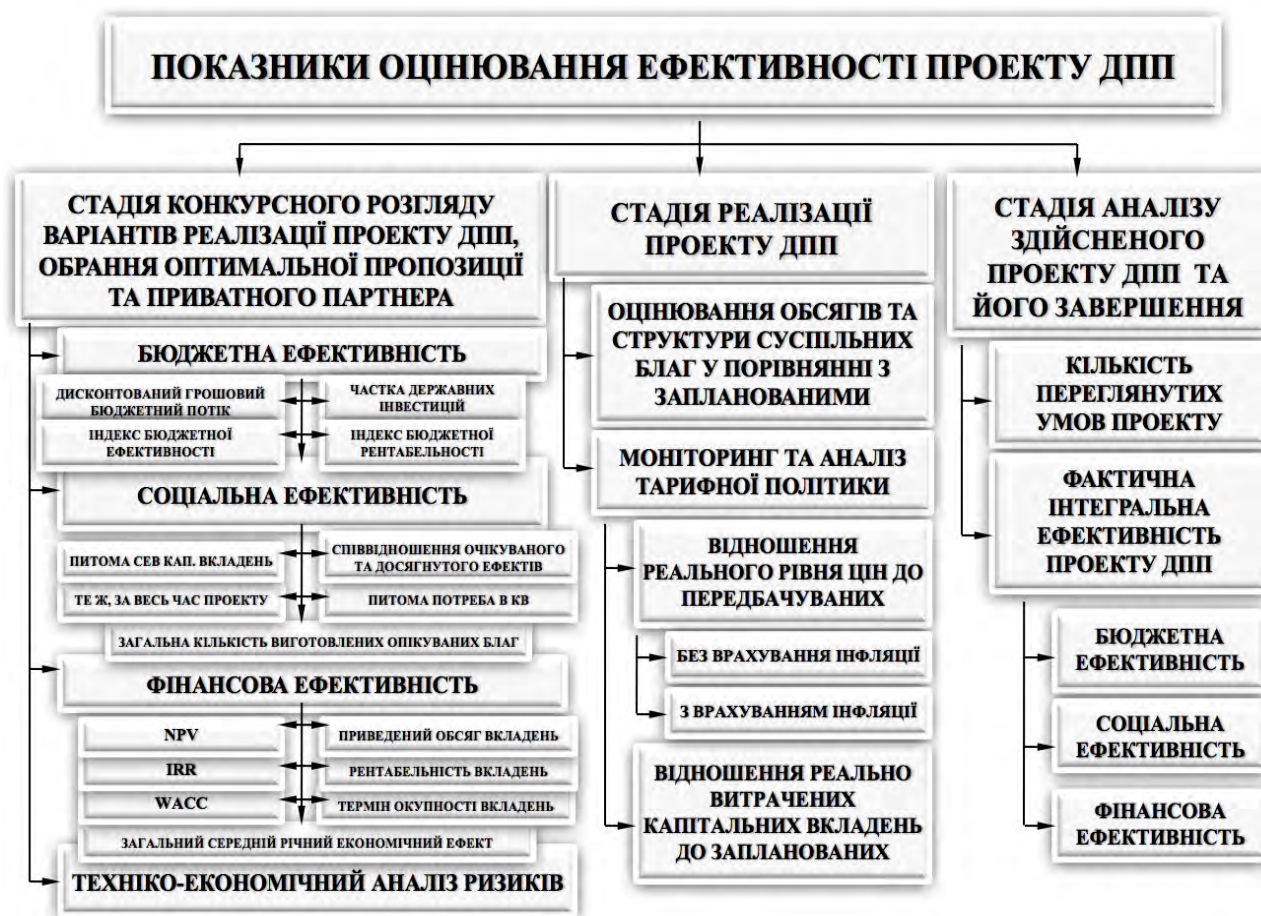 ПОКАЗНИКИ ОЦІНЮВАННЯ ЕФЕКТИВНОСТІ ПРОЕКТУ ДПП
СТАДІЯ КОНКУРСНОГО РОЗГЛЯДУ
ВАРІАНТІВ РЕАЛІЗАЦІЇ ПРОЕКТУ ДПП,
ОБРАННЯ ОПТИМАЛЬНОЇ ПРОПОЗИЦІЇ
ТА ПРИВАТНОГО ПАРТНЕРА
БЮДЖЕТНА ЕФЕКТИВНІСТЬ
ДИСКОНТОВАНИЙ ГРОШОВИЙ
БЮДЖЕТНИЙ ПОТІК
ЧАСТКА ДЕРЖАВНИХ
ІНВЕСТИЦІЙ
ІНДЕКС БЮДЖЕТНОЇ
ЕФЕКТИВНОСТІ
ІНДЕКС БЮДЖЕТНОЇ
РЕНТАБЕЛЬНОСТІ
СОЦІАЛЬНА ЕФЕКТИВНІСТЬ
ПИТОМА СЕВ КАП. ВКЛАДЕНЬ
СПІВВІДНОШЕННЯ ОЧІКУВАНОГО
ТА ДОСЯГНУТОГО ЕФЕКТІВ
ТЕ Ж, ЗА ВЕСЬ ЧАС ПРОЕКТУ
ПИТОМА ПОТРЕБА В КВ
ЗАГАЛЬНА КІЛЬКІСТЬ ВИГОТОВЛЕНИХ ОПІКУВАНИХ БЛАГ
ФІНАНСОВА ЕФЕКТИВНІСТЬ
NPV
ПРИВЕДЕНИЙ ОБСЯГ ВКЛАДЕНЬ
IRR
РЕНТАБЕЛЬНІСТЬ ВКЛАДЕНЬ
WACC
ТЕРМІН ОКУПНОСТІ ВКЛАДЕНЬ
ЗАГАЛЬНИЙ СЕРЕДНІЙ РІЧНИЙ ЕКОНОМІЧНИЙ ЕФЕКТ
ТЕХНІКО-ЕКОНОМІЧНИЙ АНАЛІЗ РИЗИКІВ
СТАДІЯ РЕАЛІЗАЦІЇ
ПРОЕКТУ ДПП
ОЦІНЮВАННЯ ОБСЯГІВ ТА
СТРУКТУРИ СУСПІЛЬНИХ
БЛАГ У ПОРІВНЯННІ З
ЗАПЛАНОВАНИМИ
МОНІТОРИНГ ТА АНАЛІЗ
ТАРИФНОЇ ПОЛІТИКИ
ВІДНОШЕННЯ
РЕАЛЬНОГО РІВНЯ ЦІН ДО
ПЕРЕДБАЧУВАНИХ
БЕЗ ВРАХУВАННЯ ІНФЛЯЦІЇ
З ВРАХУВАННЯМ ІНФЛЯЦІЇ
ВІДНОШЕННЯ РЕАЛЬНО
ВИТРАЧЕНИХ
КАПІТАЛЬНИХ ВКЛАДЕНЬ
ДО ЗАПЛАНОВАНИХ
СТАДІЯ АНАЛІЗУ
ЗДІЙСНЕНОГО
ПРОЕКТУ ДПП ТА
ЙОГО ЗАВЕРШЕННЯ
КІЛЬКІСТЬ
ПЕРЕГЛЯНУТИХ
УМОВ ПРОЕКТУ
ФАКТИЧНА
ІНТЕГРАЛЬНА
ЕФЕКТИВНІСТЬ
ПРОЕКТУ ДПП
БЮДЖЕТНА
ЕФЕКТИВНІСТЬ
СОЦІАЛЬНА
ЕФЕКТИВНІСТЬ
ФІНАНСОВА
ЕФЕКТИВНІСТЬ